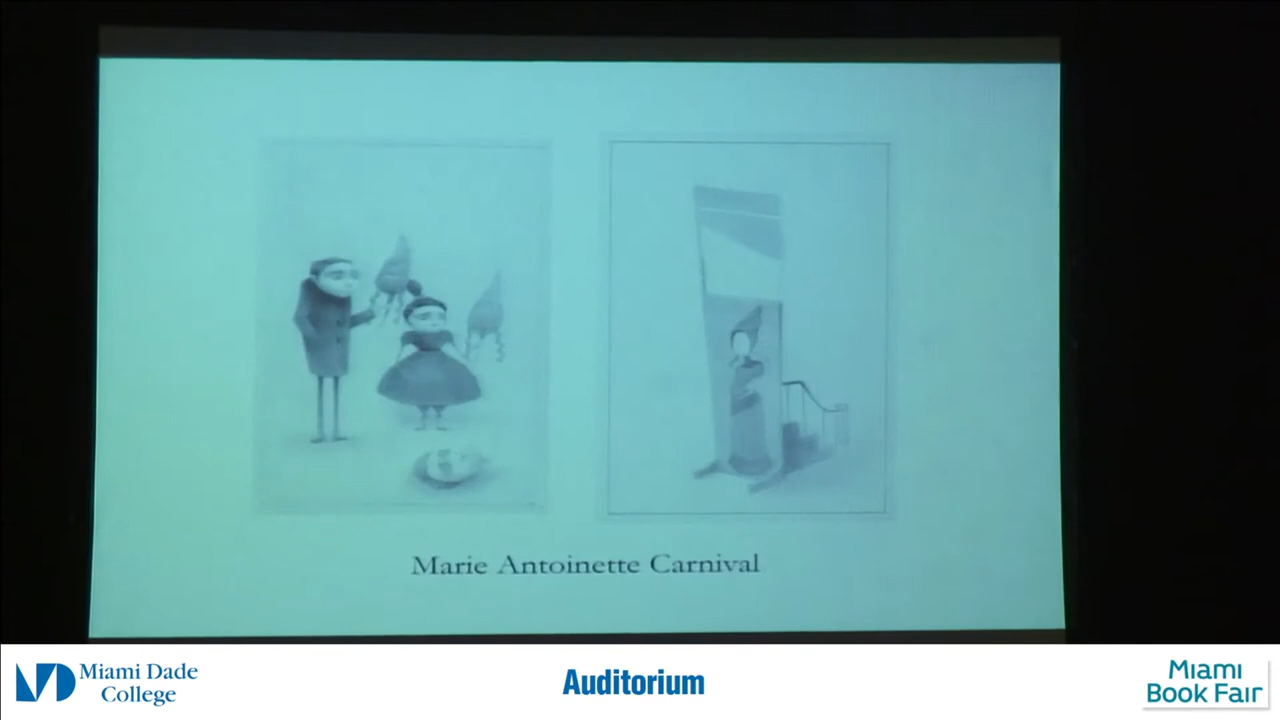 Marie Antoinette Carnival
Miami Dade
College
Auditorium
Miami
Book Fair